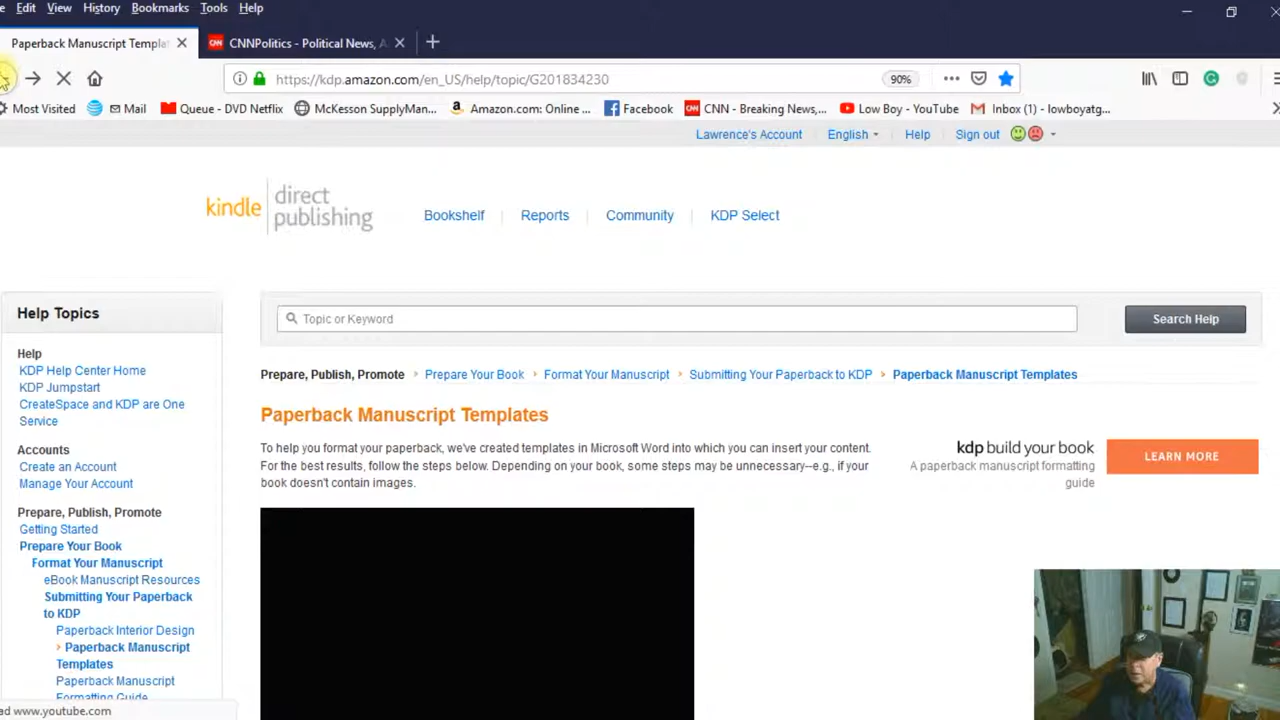 Edit View History Bookmarks Tools Help
Paperback Manuscript Templa
CNNPolitics - Political News, A
https://kdp.amazon.com/en_US/help/topic/G201834230 90%
Most Visited Mail Queue - DVD Netflix McKesson SupplyMan... Amazon.com: Online ... Facebook CNN - Breaking News,... Low Boy - YouTube Inbox (1) - lowboyatg...
Lawrence's Account English Help Sign out
kindle direct publishing
Bookshelf Reports Community KDP Select
Help Topics
Topic or Keyword
Search Help
Help
KDP Help Center Home
KDP Jumpstart
CreateSpace and KDP are One
Service
Accounts
Create an Account
Manage Your Account
Prepare, Publish, Promote
Getting Started
Prepare Your Book
Format Your Manuscript
eBook Manuscript Resources
Submitting Your Paperback
to KDP
Paperback Interior Design
› Paperback Manuscript
Templates
Paperback Manuscript
Formatting Guide
Prepare, Publish, Promote › Prepare Your Book › Format Your Manuscript › Submitting Your Paperback to KDP › Paperback Manuscript Templates
Paperback Manuscript Templates
To help you format your paperback, we've created templates in Microsoft Word into which you can insert your content.
For the best results, follow the steps below. Depending on your book, some steps may be unnecessary--e.g., if your
book doesn't contain images.
kdp build your book
A paperback manuscript formatting
guide
LEARN MORE
ad www.youtube.com